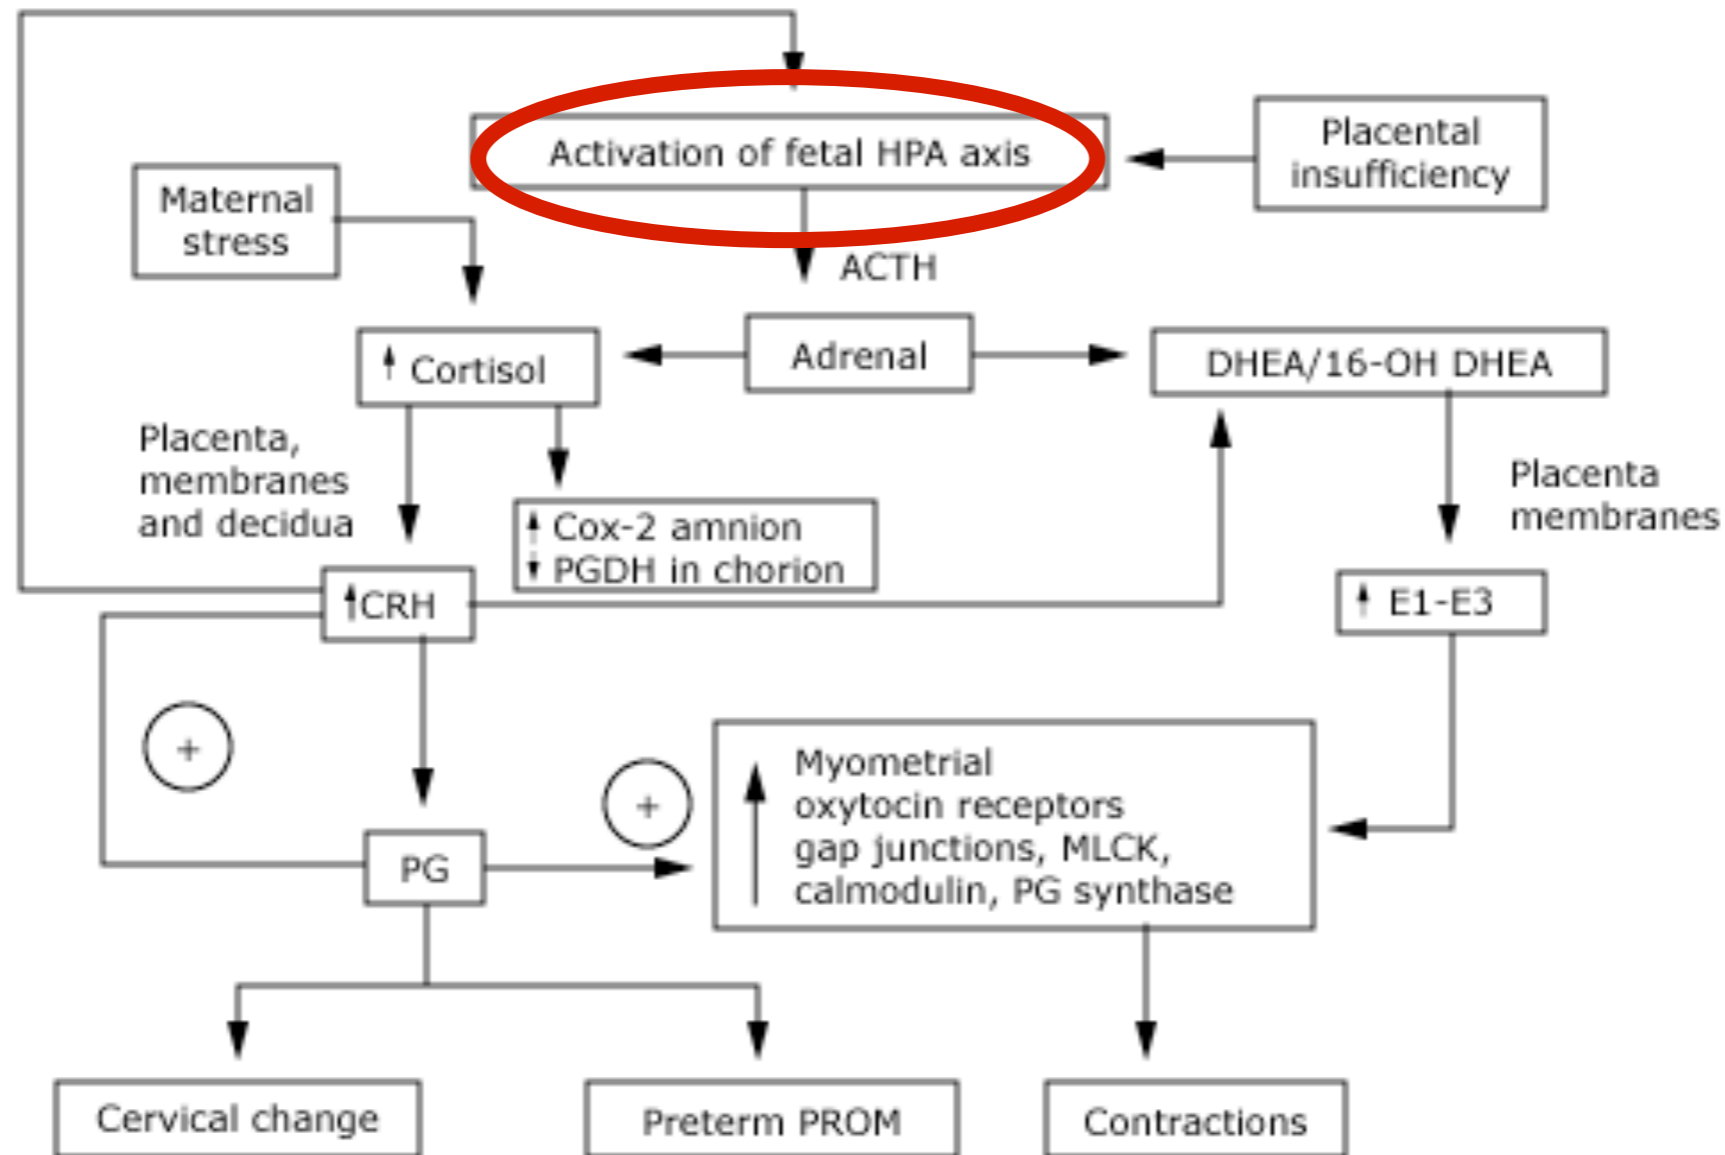 Activation of fetal HPA axis
Placental
insufficiency
Maternal
stress
ACTH
↑ Cortisol
Adrenal
DHEA/16-OH DHEA
Placenta,
membranes
and decidua
↑ Cox-2 amnion
↓ PGDH in chorion
Placenta
membranes
↑CRH
↑ E1-E3
+
+
Myometrial
oxytocin receptors
gap junctions, MLCK,
calmodulin, PG synthase
PG
Cervical change
Preterm PROM
Contractions